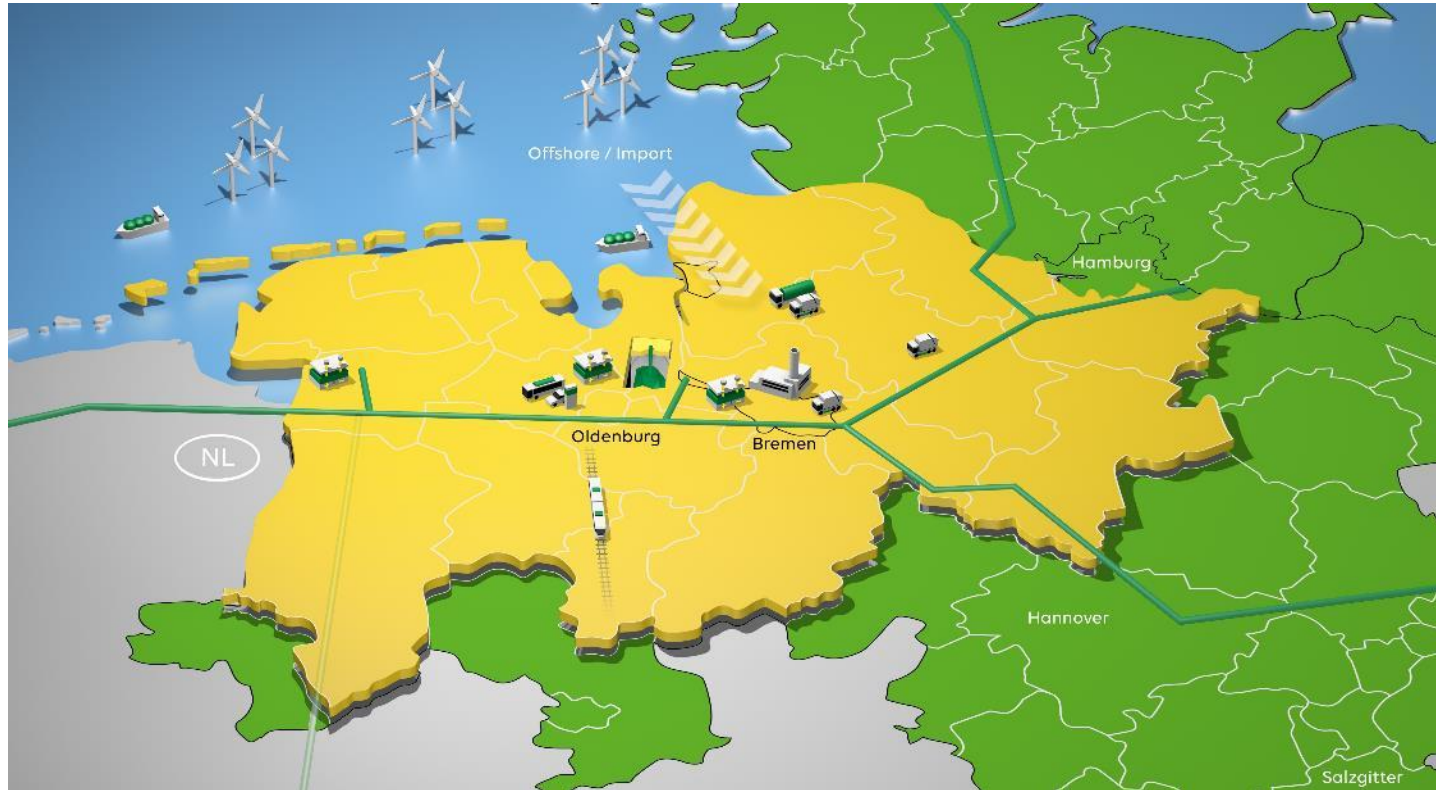 Offshore / Import
Hamburg
Oldenburg
Bremen
NL
Hannover
Salzgitter